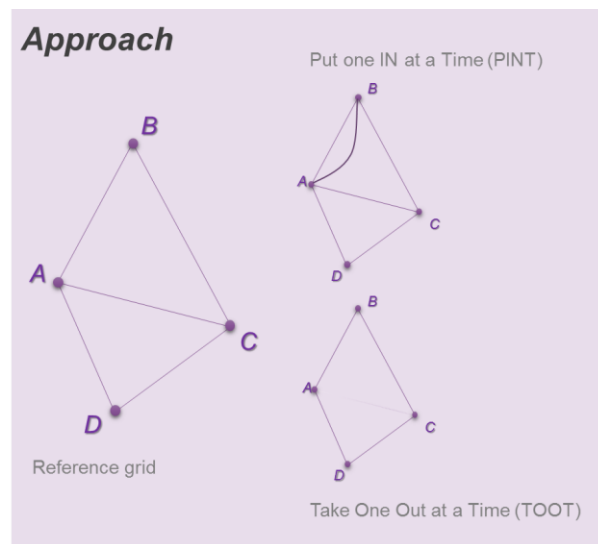 Approach
Put one IN at a Time (PINT)
B
A
C
D
Reference grid
B
A
C
D
B
A
C
D
Take One Out at a Time (TOOT)